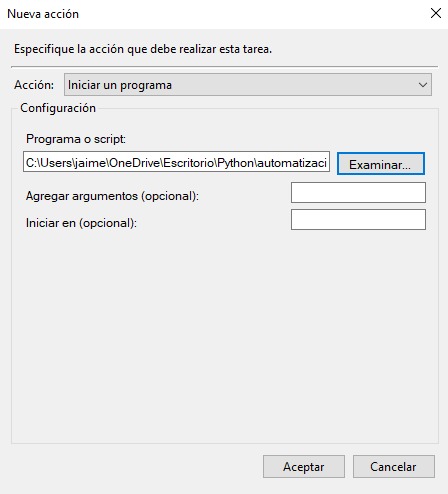 Nueva acción
Especifique la acción que debe realizar esta tarea.
Acción: Iniciar un programa
Configuración
Programa o script:
C:\Users\jaime\OneDrive\Escritorio\Python\automatizaci Examinar...
Agregar argumentos (opcional):
Iniciar en (opcional):
Aceptar Cancelar